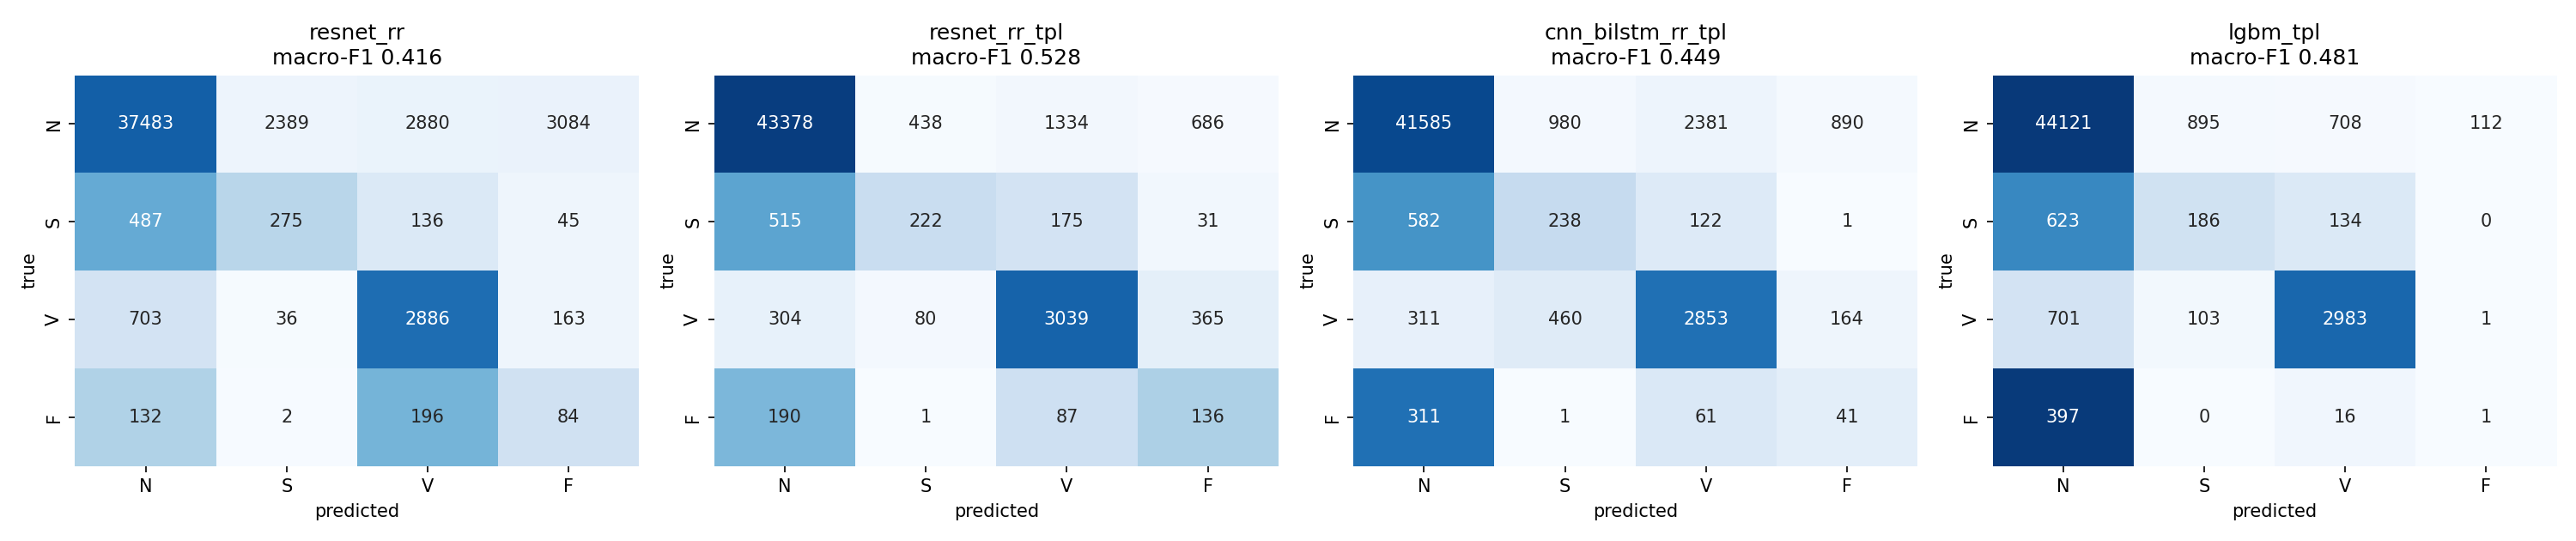 resnet_rr
macro-F1 0.416
N 37483 2389 2880 3084
S 487 275 136 45
V 703 36 2886 163
F 132 2 196 84
true
N S V F
predicted
resnet_rr_tpl
macro-F1 0.528
N 43378 438 1334 686
S 515 222 175 31
V 304 80 3039 365
F 190 1 87 136
true
N S V F
predicted
cnn_bilstm_rr_tpl
macro-F1 0.449
N 41585 980 2381 890
S 582 238 122 1
V 311 460 2853 164
F 311 1 61 41
true
N S V F
predicted
lgbm_tpl
macro-F1 0.481
N 44121 895 708 112
S 623 186 134 0
V 701 103 2983 1
F 397 0 16 1
true
N S V F
predicted